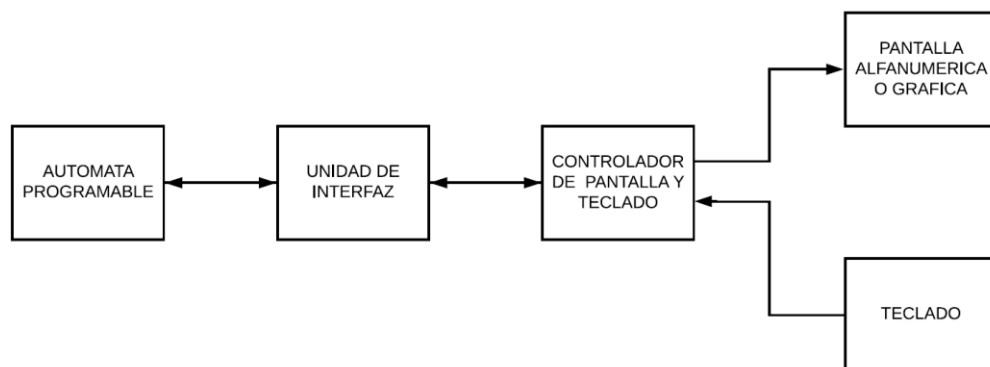 AUTOMATA
PROGRAMABLE
UNIDAD DE
INTERFAZ
CONTROLADOR
DE PANTALLA Y
TECLADO
PANTALLA
ALFANUMERICA
O GRAFICA
TECLADO